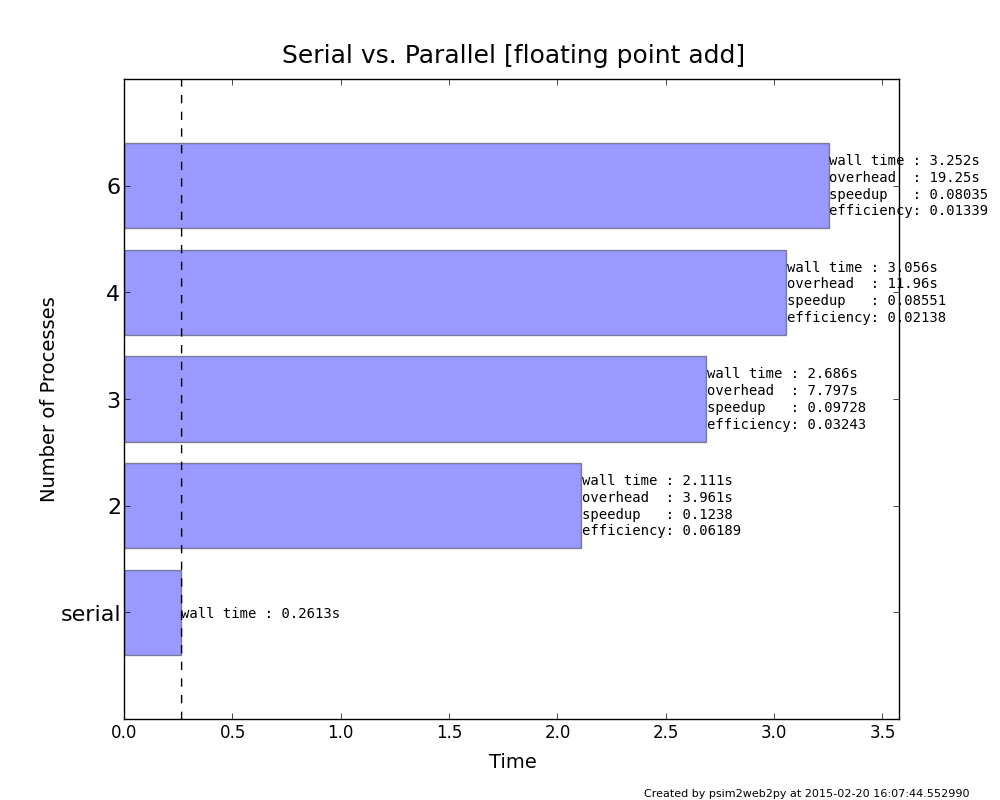 Serial vs. Parallel [floating point add]
Number of Processes
6
wall time : 3.252s
overhead  : 19.25s
speedup   : 0.08035
efficiency: 0.01339
4
wall time : 3.056s
overhead  : 11.96s
speedup   : 0.08551
efficiency: 0.02138
3
wall time : 2.686s
overhead  : 7.797s
speedup   : 0.09728
efficiency: 0.03243
2
wall time : 2.111s
overhead  : 3.961s
speedup   : 0.1238
efficiency: 0.06189
serial
wall time : 0.2613s
0.0 0.5 1.0 1.5 2.0 2.5 3.0 3.5
Time
Created by psim2web2py at 2015-02-20 16:07:44.552990